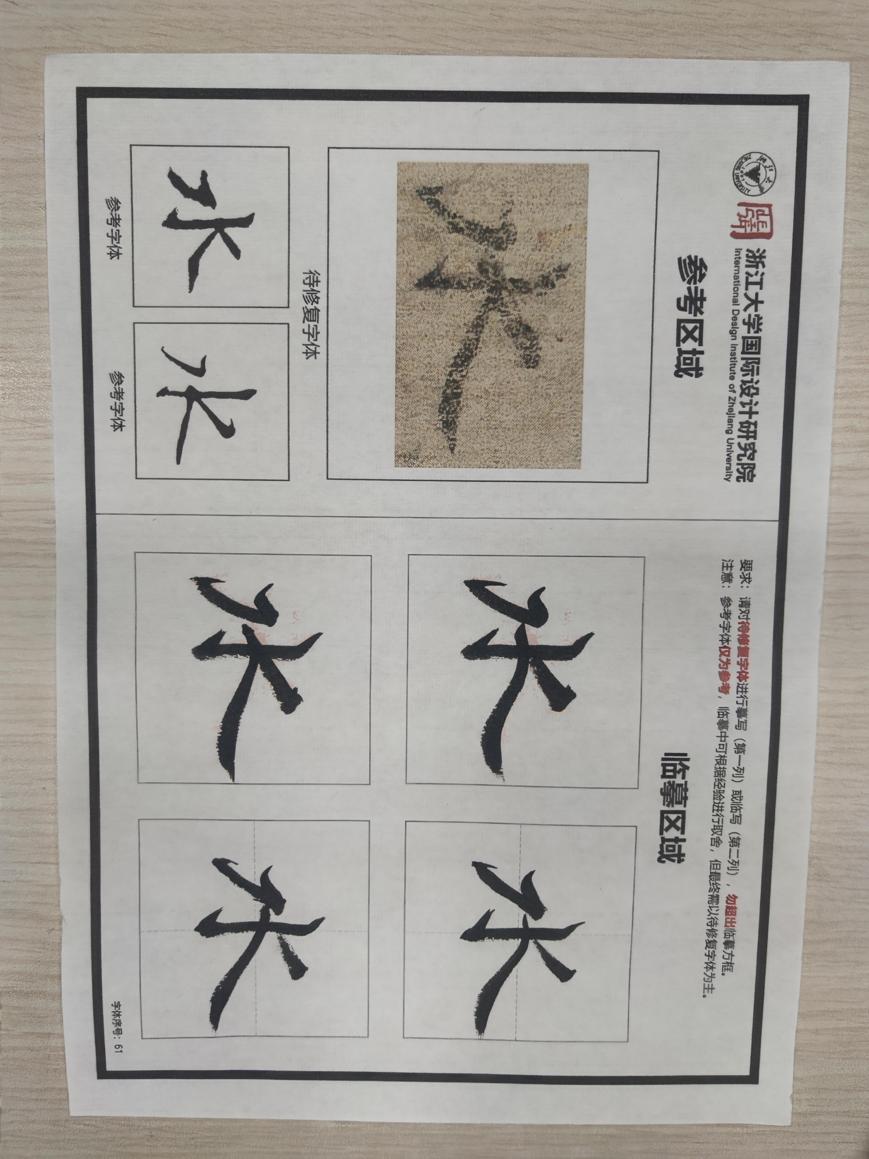 浙江大学国际设计研究院
International Design Institute of Zhejiang University
参考区域
水
待修复字体
水
参考字体
水
参考字体
要求：请对待修复字体进行摹写（第一列）或临写（第二列），勿超出临摹方框。
注意：参考字体仅为参考，临摹中可根据经验进行取舍，但最终需以待修复字体为主。
临摹区域
水 水
水 水
字体序号：61